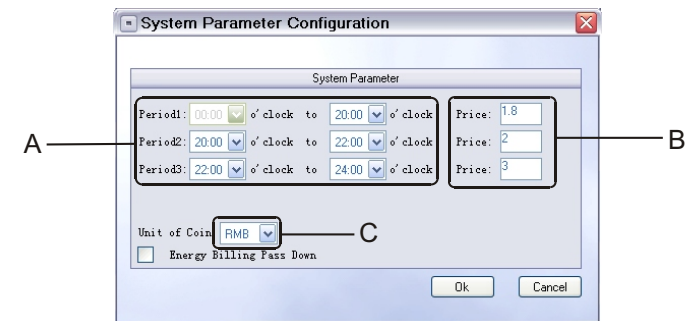 System Parameter Configuration
System Parameter
Period1: 00:00 o'clock to 20:00 o'clock Price: 1.8
A Period2: 20:00 o'clock to 22:00 o'clock Price: 2 B
Period3: 22:00 o'clock to 24:00 o'clock Price: 3
Unit of Coin RMB C
Energy Billing Pass Down
Ok Cancel